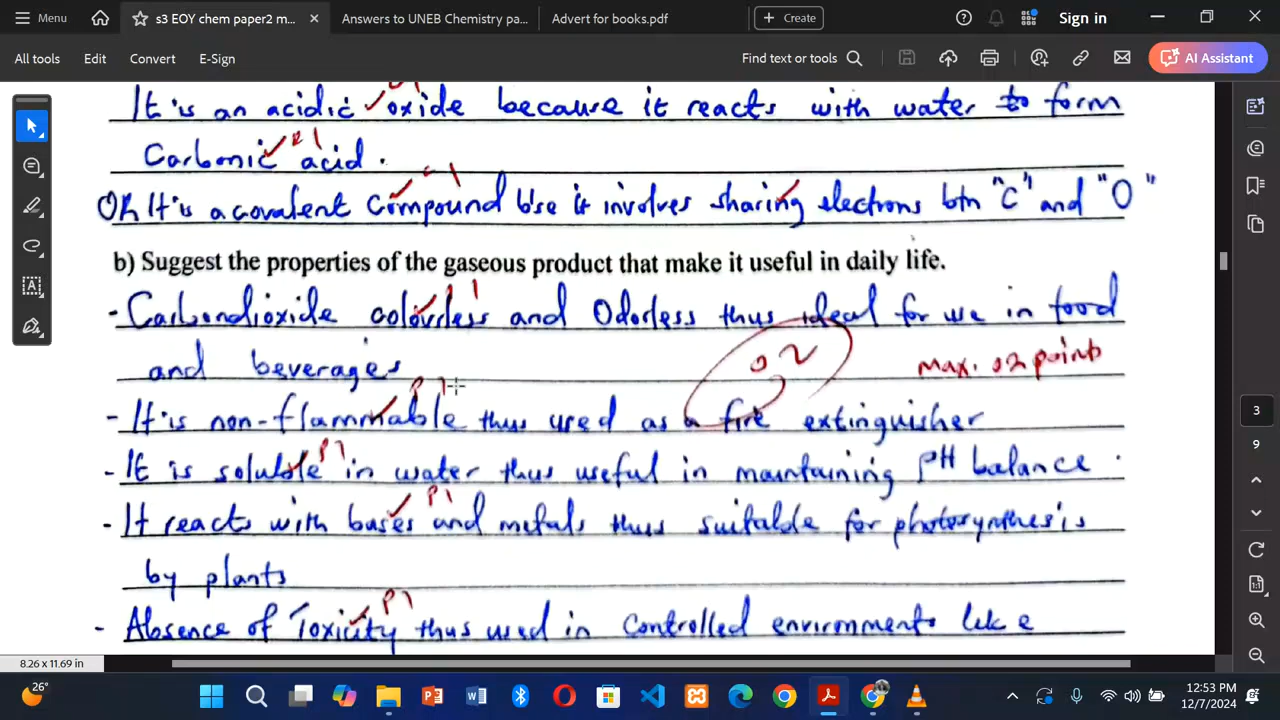 Menu
s3 EOY chem paper2 m...
Answers to UNEB Chemistry pa...
Advert for books.pdf
Create
Sign in
All tools
Edit
Convert
E-Sign
Find text or tools
AI Assistant
It is an acidic oxide because it reacts with water to form
Carbonic acid.
OR It is a covalent compound b'se it involves sharing electrons btn "C" and "O"
b) Suggest the properties of the gaseous product that make it useful in daily life.
- Carbondioxide colourless and Odorless thus ideal for use in food
and beverages
02
max. 02 points
- It is non-flammable thus used as a fire extinguisher
- It is soluble in water thus useful in maintaining PH balance.
- It reacts with bases and metals thus suitable for photosynthesis
by plants
- Absence of Toxicity thus used in controlled environments like
P1
P1
P1
P1
3
9
8.26 x 11.69 in
26°
12:53 PM
12/7/2024